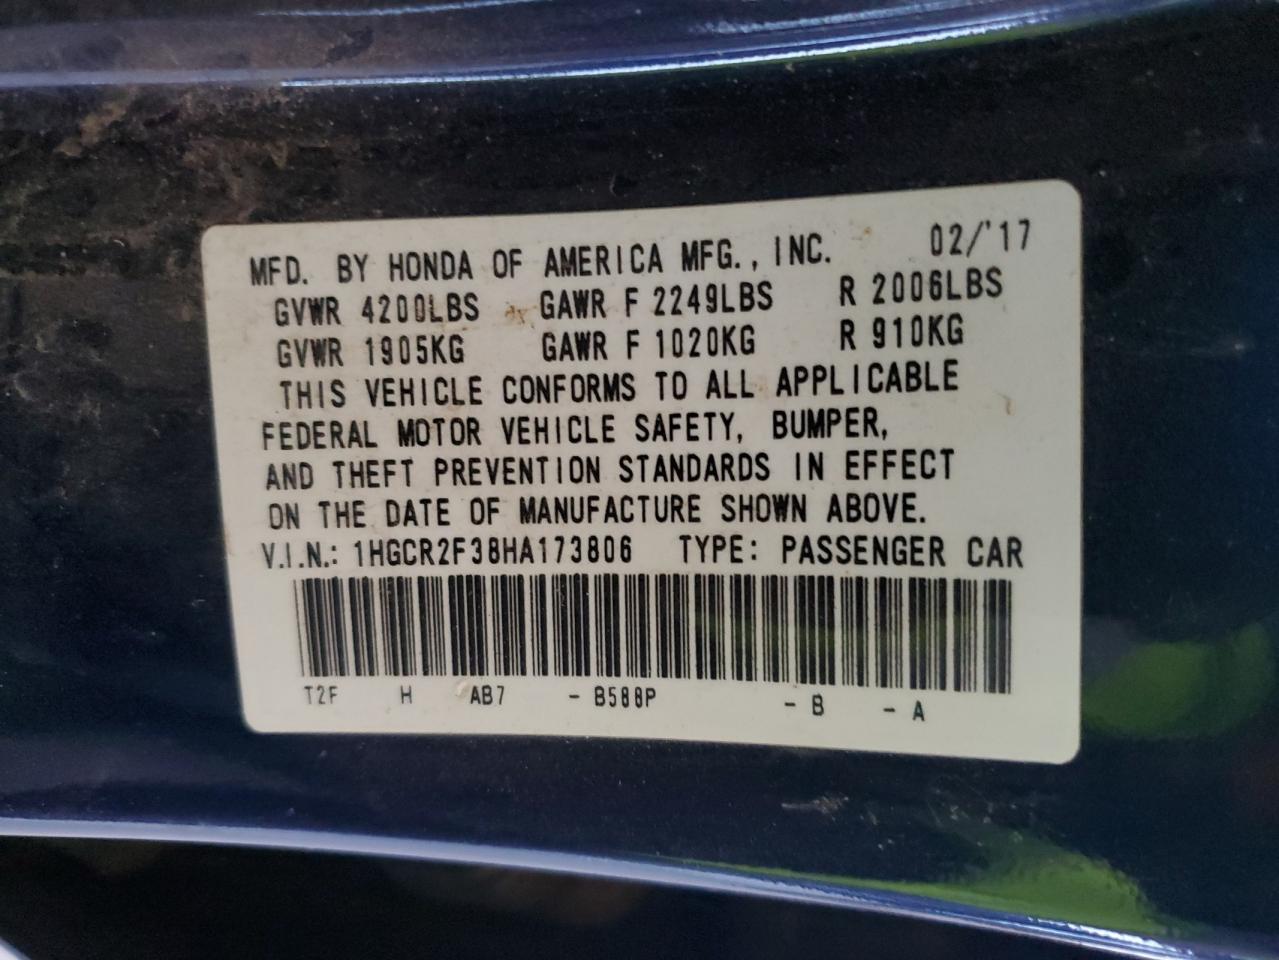 MFD. BY HONDA OF AMERICA MFG., INC. 02/'17
GVWR 4200LBS GAWR F 2249LBS R 2006LBS
GVWR 1905KG GAWR F 1020KG R 910KG
THIS VEHICLE CONFORMS TO ALL APPLICABLE
FEDERAL MOTOR VEHICLE SAFETY, BUMPER,
AND THEFT PREVENTION STANDARDS IN EFFECT
ON THE DATE OF MANUFACTURE SHOWN ABOVE.
V.I.N.: 1HGCR2F38HA173806 TYPE: PASSENGER CAR
T2F H AB7 - B588P - B - A